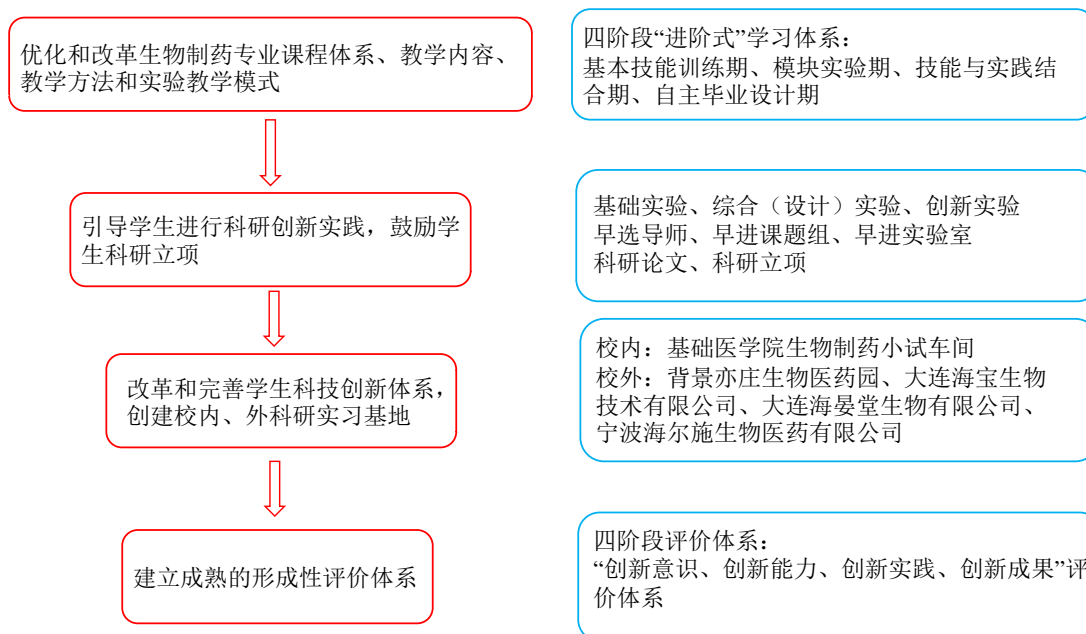 优化和改革生物制药专业课程体系、教学内容、
教学方法和实验教学模式
四阶段“进阶式”学习体系：
基本技能训练期、模块实验期、技能与实践结
合期、自主毕业设计期
引导学生进行科研创新实践，鼓励学
生科研立项
基础实验、综合（设计）实验、创新实验
早选导师、早进课题组、早进实验室
科研论文、科研立项
改革和完善学生科技创新体系，
创建校内、外科研实习基地
校内：基础医学院生物制药小试车间
校外：背景亦庄生物医药园、大连海宝生物
技术有限公司、大连海晏堂生物有限公司、
宁波海尔施生物医药有限公司
建立成熟的形成性评价体系
四阶段评价体系：
“创新意识、创新能力、创新实践、创新成果”评
价体系